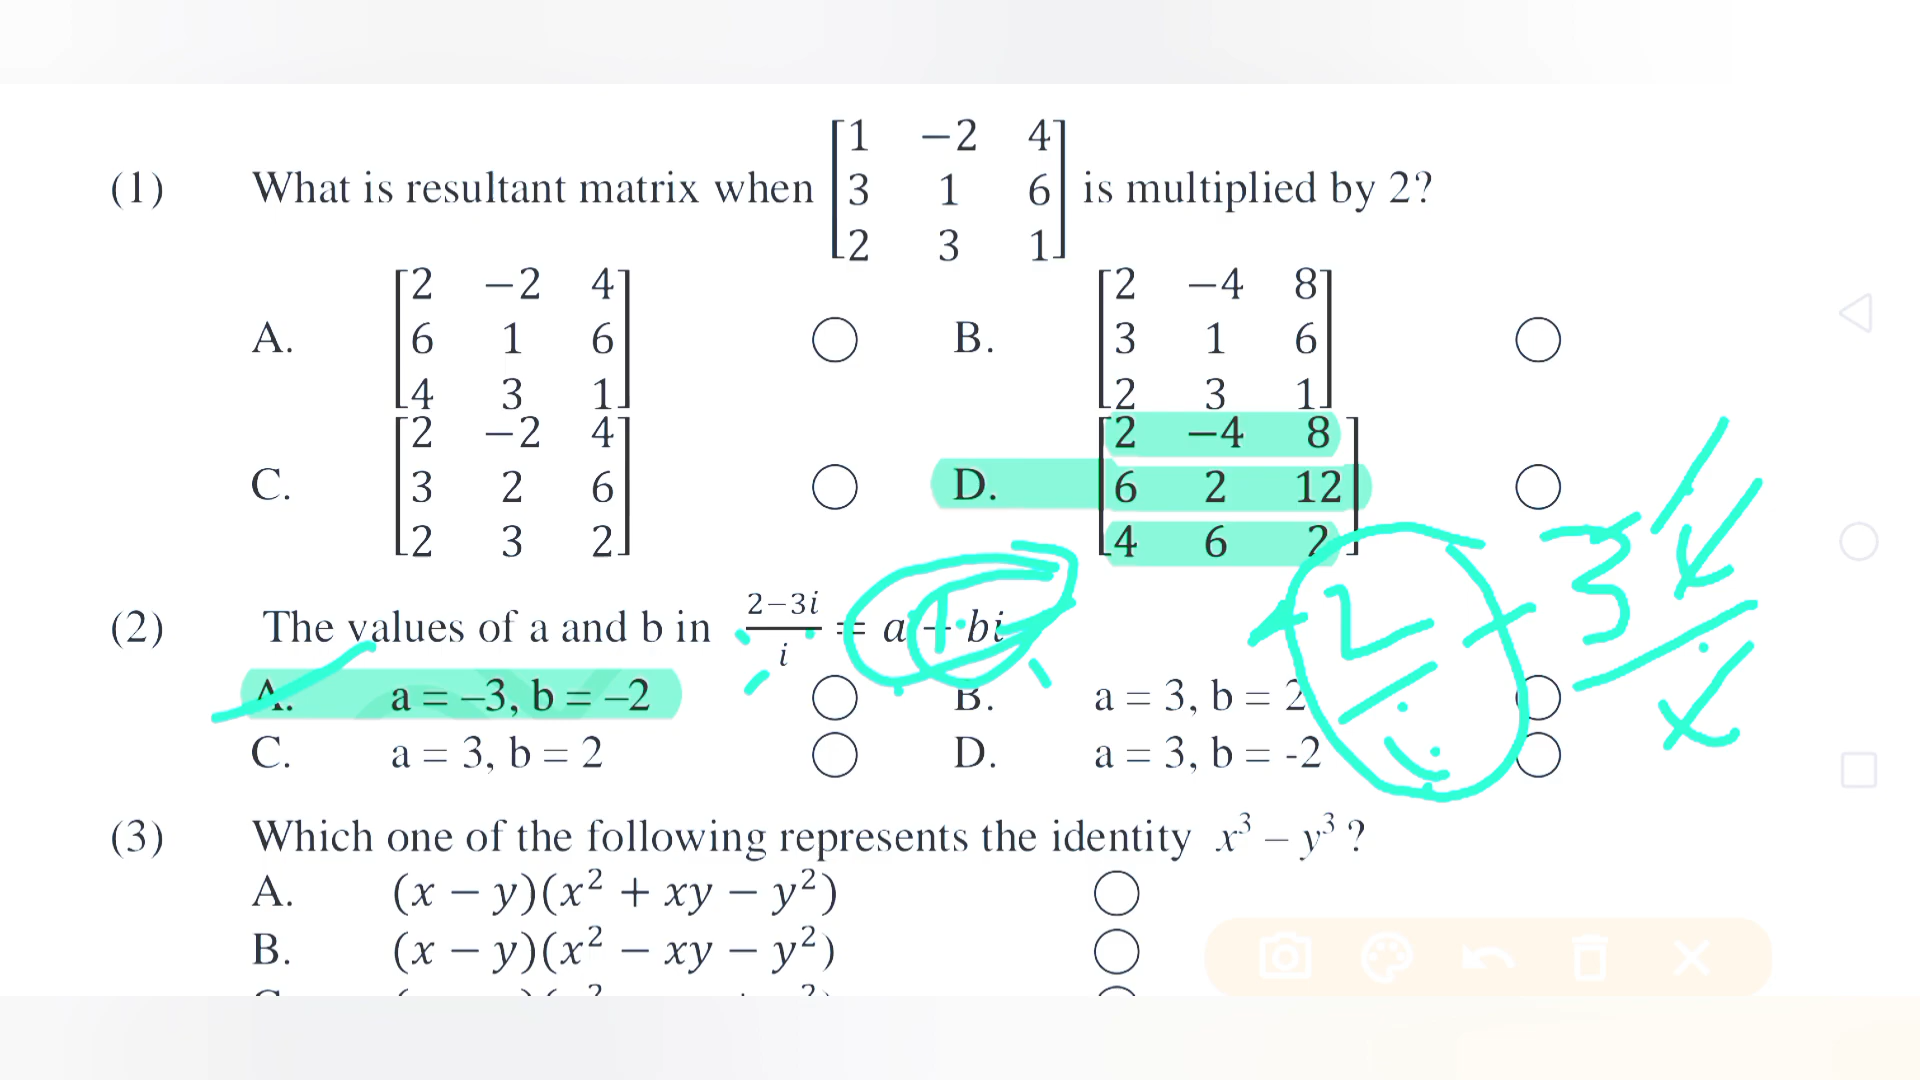 [1 −2 4]
(1) What is resultant matrix when [3 1 6] is multiplied by 2?
[2 3 1]
[2 −2 4] [2 −4 8]
A. [6 1 6] B. [3 1 6]
[4 3 1] [2 3 1]
[2 −2 4] [2 −4 8]
C. [3 2 6] D. [6 2 12]
[2 3 2] [4 6 2]
(2) The values of a and b in (2−3i)/i = a + bi
A. a = –3, b = –2 B. a = 3, b = 2
C. a = 3, b = 2 D. a = 3, b = -2
2/i - 3i/i
i
(3) Which one of the following represents the identity x³ – y³ ?
A. (x − y)(x² + xy − y²)
B. (x − y)(x² − xy − y²)